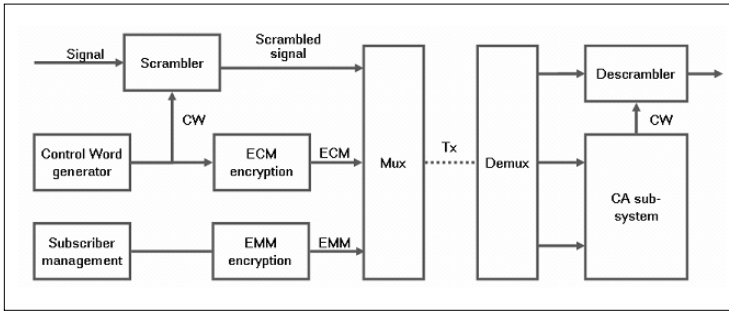 Signal
Scrambler
Scrambled
signal
Descrambler
CW
CW
Control Word
generator
ECM
encryption
ECM
Mux
Tx
Demux
CA sub-
system
Subscriber
management
EMM
encryption
EMM